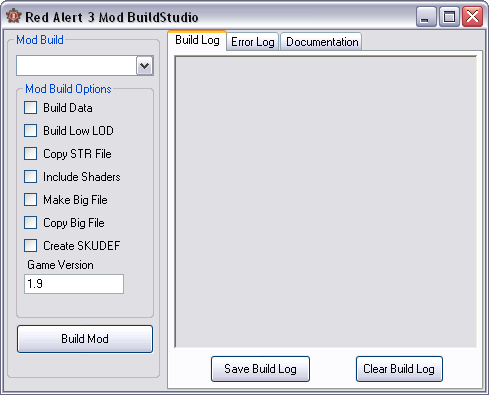 Red Alert 3 Mod BuildStudio
Mod Build
Mod Build Options
Build Data
Build Low LOD
Copy STR File
Include Shaders
Make Big File
Copy Big File
Create SKUDEF
Game Version
1.9
Build Mod
Build Log Error Log Documentation
Save Build Log Clear Build Log